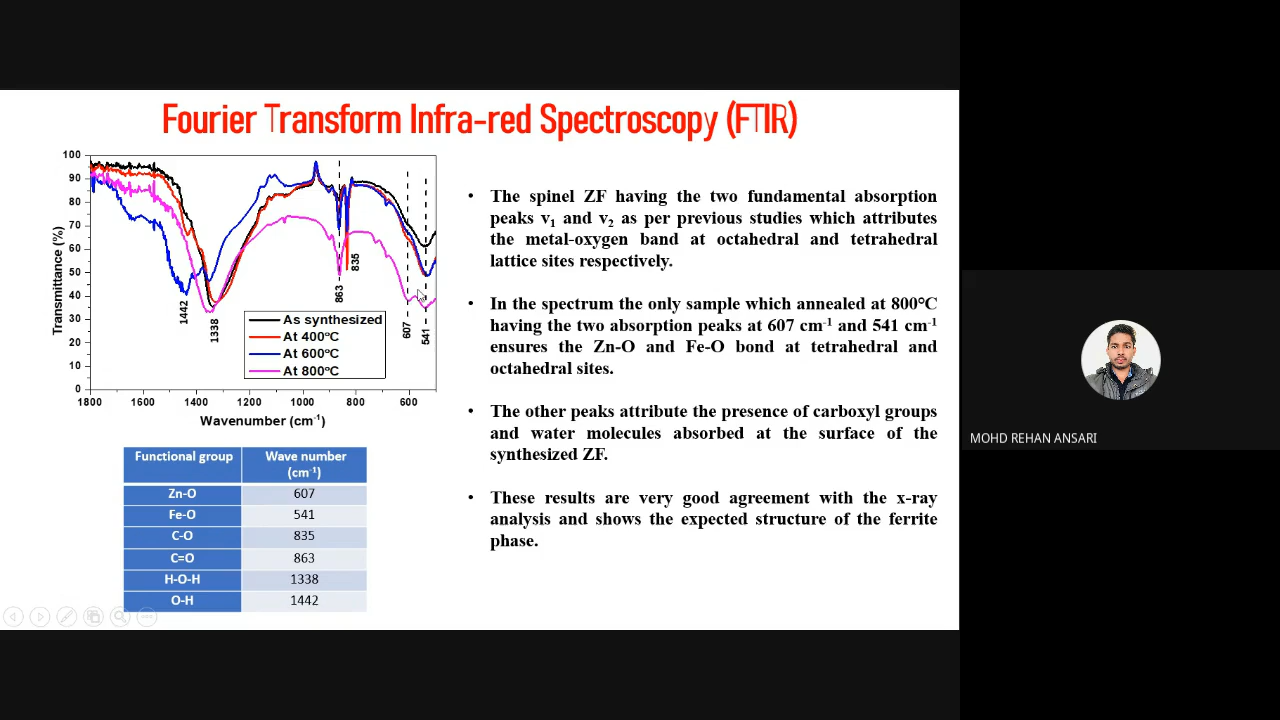 Fourier Transform Infra-red Spectroscopy (FTIR)
100
90
80
70
60
50
40
30
20
10
0
Transmittance (%)
1800 1600 1400 1200 1000 800 600
Wavenumber (cm-1)
1442
1338
863
835
607
541
As synthesized
At 400°C
At 600°C
At 800°C
Functional group Wave number
(cm-1)
Zn-O 607
Fe-O 541
C-O 835
C=O 863
H-O-H 1338
O-H 1442
• The spinel ZF having the two fundamental absorption
peaks v1 and v2 as per previous studies which attributes
the metal-oxygen band at octahedral and tetrahedral
lattice sites respectively.
• In the spectrum the only sample which annealed at 800°C
having the two absorption peaks at 607 cm-1 and 541 cm-1
ensures the Zn-O and Fe-O bond at tetrahedral and
octahedral sites.
• The other peaks attribute the presence of carboxyl groups
and water molecules absorbed at the surface of the
synthesized ZF.
• These results are very good agreement with the x-ray
analysis and shows the expected structure of the ferrite
phase.
MOHD REHAN ANSARI